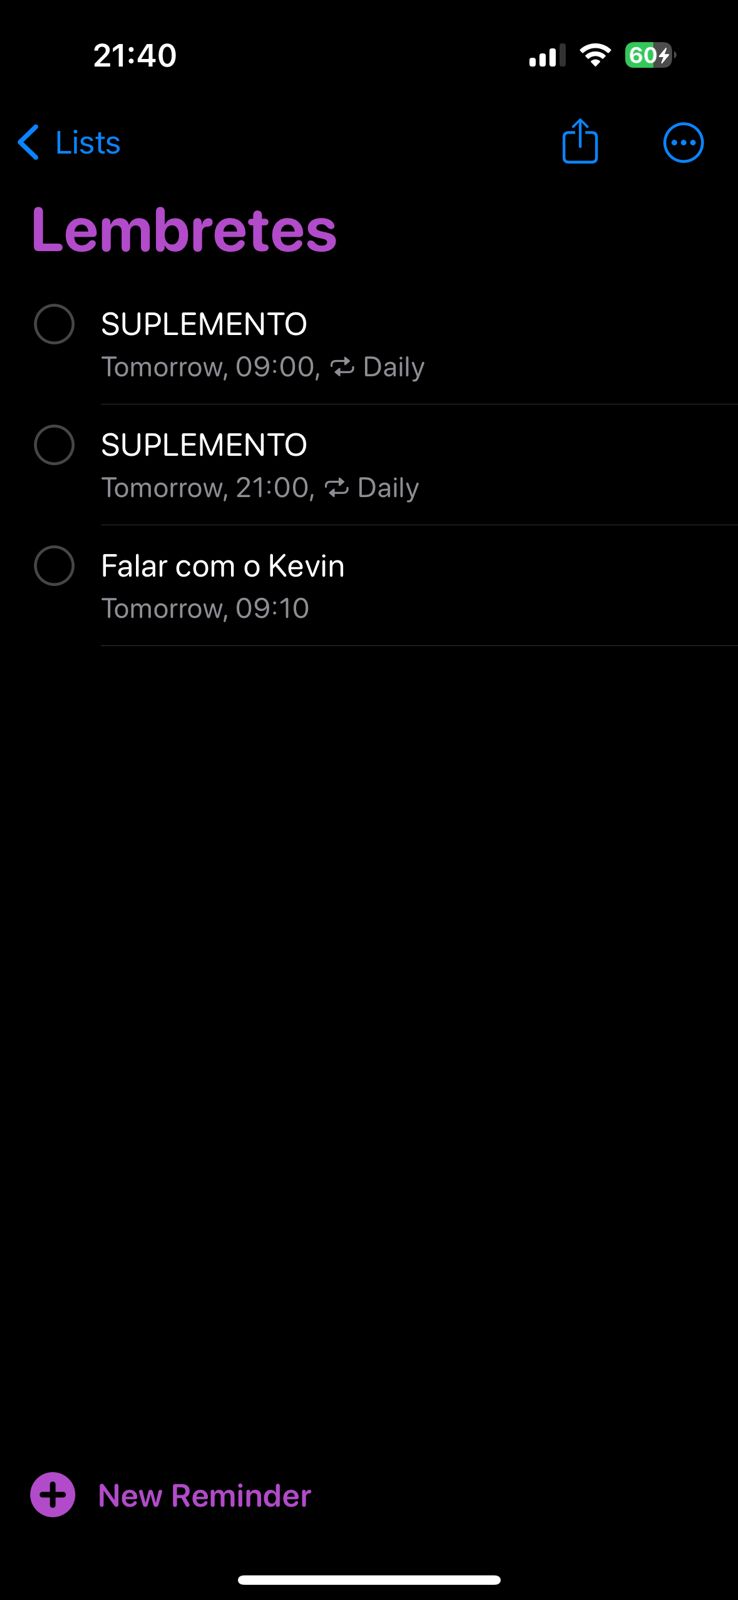 21:40
60
Lists
Lembretes
SUPLEMENTO
Tomorrow, 09:00, Daily
SUPLEMENTO
Tomorrow, 21:00, Daily
Falar com o Kevin
Tomorrow, 09:10
New Reminder